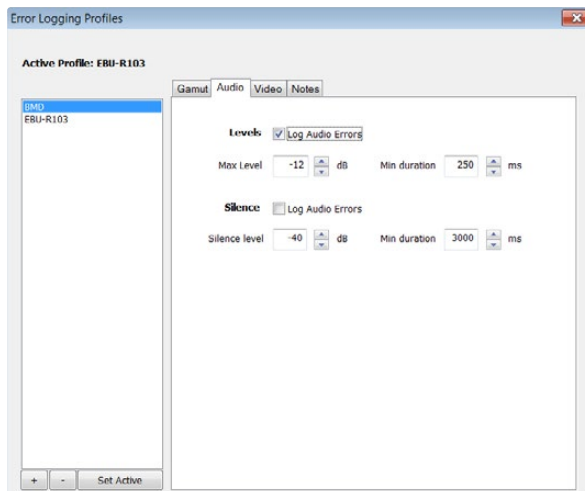 Error Logging Profiles
Active Profile: EBU-R103
Gamut Audio Video Notes
BMD
EBU-R103
Levels Log Audio Errors
Max Level -12 dB Min duration 250 ms
Silence Log Audio Errors
Silence level -40 dB Min duration 3000 ms
+ - Set Active